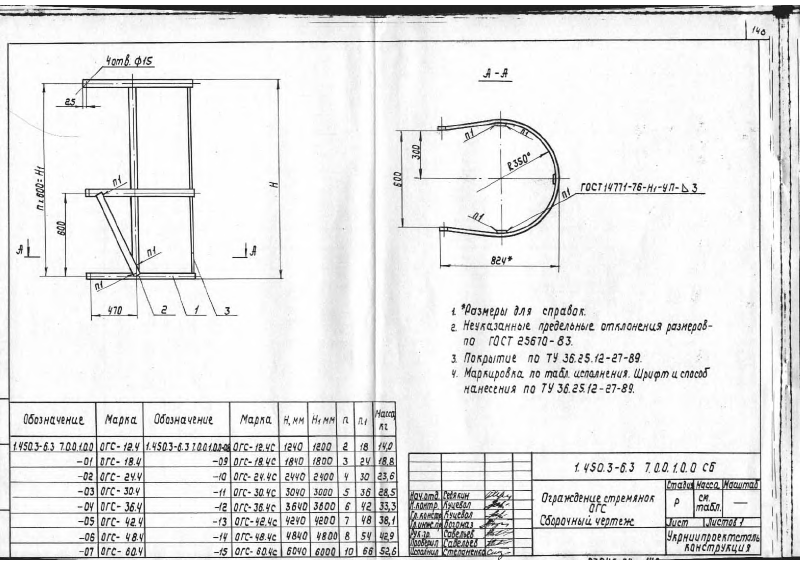 140
4 отв. Ф15
25
n×600=H1
600
H
A
A
п1
п1
п1
470
2
1
3
A-A
п1
п1
300
600
R350*
п1
п1
ГОСТ 14771-76-Н1-УП-⊿3
824*
1. *Размеры для справок.
2. Неуказанные предельные отклонения размеров-
по ГОСТ 25670-83.
3. Покрытие по ТУ 36.25.12-27-89.
4. Маркировка по табл. исполнения. Шрифт и способ
нанесения по ТУ 36.25.12-27-89.
Обозначение Марка Обозначение Марка H, мм H1 мм n n1 Масса кг
1.450.3-6.3 7.0.0.1.0.0 ОГС-12.4 1.450.3-6.3 7.0.0.1.0.0-08 ОГС-12.4с 1240 1200 2 18 14,0
-01 ОГС-18.4 -09 ОГС-18.4с 1840 1800 3 24 18,8
-02 ОГС-24.4 -10 ОГС-24.4с 2440 2400 4 30 23,6
-03 ОГС-30.4 -11 ОГС-30.4с 3040 3000 5 36 28,5
-04 ОГС-36.4 -12 ОГС-36.4с 3640 3600 6 42 33,3
-05 ОГС-42.4 -13 ОГС-42.4с 4240 4200 7 48 38,1
-06 ОГС-48.4 -14 ОГС-48.4с 4840 4800 8 54 42,9
-07 ОГС-60.4 -15 ОГС-60.4с 6040 6000 10 66 52,6
1.450.3-6.3 7.0.0.1.0.0 СБ
Нач.отд.
Н.контр. Куцевол
Гл.констр. Куцевол
Гл.инж.пр.
Рук.гр. Савельев
Проверил Савельев
Исполнил Степаненко
Ограждение стремянок
ОГС
Сборочный чертеж
Стадия Масса Масштаб
Р см. табл. —
Лист Листов 1
Укрниипроектсталь
конструкция